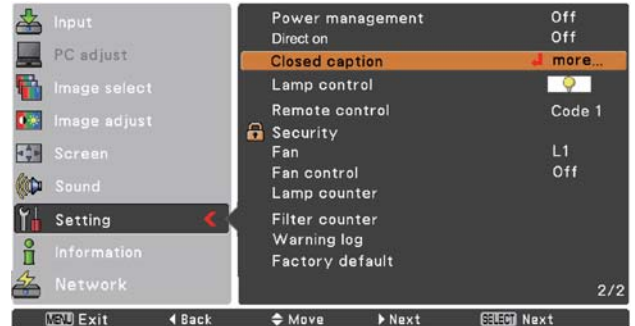 Input
PC adjust
Image select
Image adjust
Screen
Sound
Setting
Information
Network
Power management Off
Direct on Off
Closed caption more...
Lamp control
Remote control Code 1
Security
Fan L1
Fan control Off
Lamp counter
Filter counter
Warning log
Factory default
2/2
MENU Exit Back Move Next SELECT Next